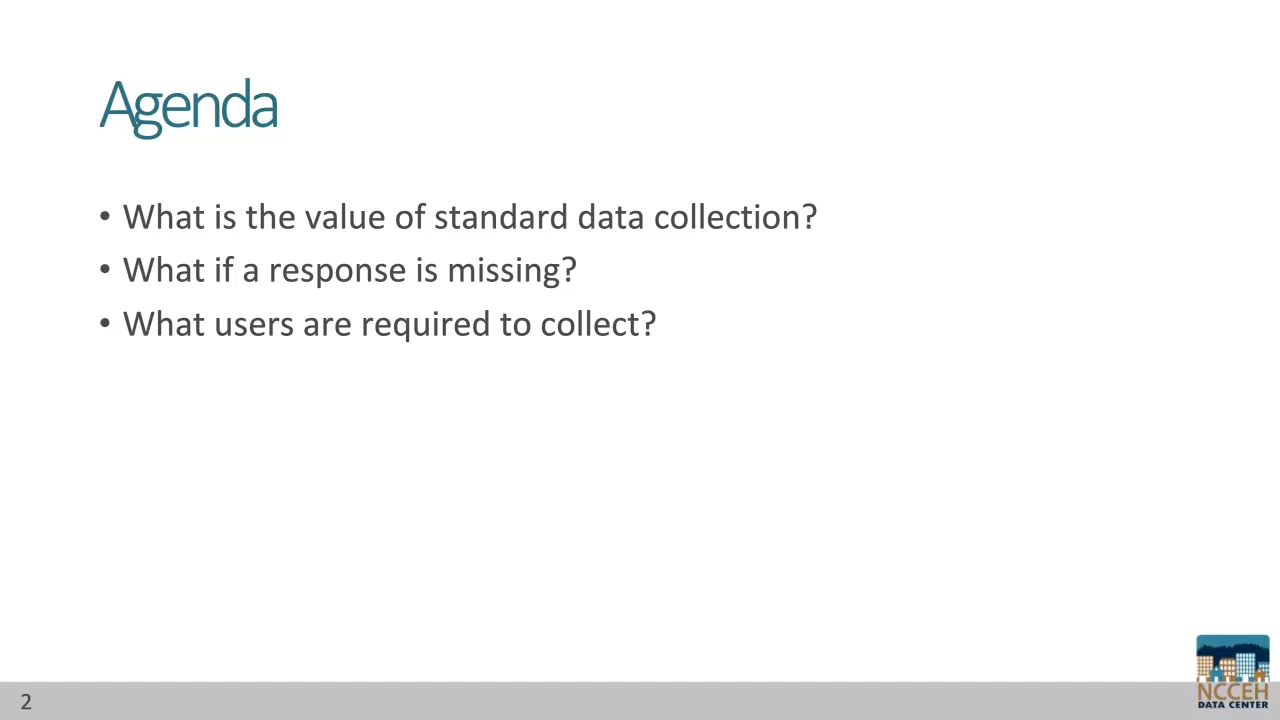 Agenda
• What is the value of standard data collection?
• What if a response is missing?
• What users are required to collect?
2
NCCEH
DATA CENTER